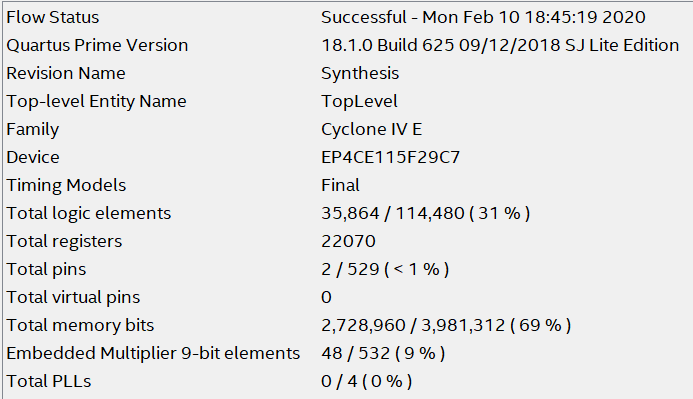 Flow Status Successful - Mon Feb 10 18:45:19 2020
Quartus Prime Version 18.1.0 Build 625 09/12/2018 SJ Lite Edition
Revision Name Synthesis
Top-level Entity Name TopLevel
Family Cyclone IV E
Device EP4CE115F29C7
Timing Models Final
Total logic elements 35,864 / 114,480 ( 31 % )
Total registers 22070
Total pins 2 / 529 ( < 1 % )
Total virtual pins 0
Total memory bits 2,728,960 / 3,981,312 ( 69 % )
Embedded Multiplier 9-bit elements 48 / 532 ( 9 % )
Total PLLs 0 / 4 ( 0 % )